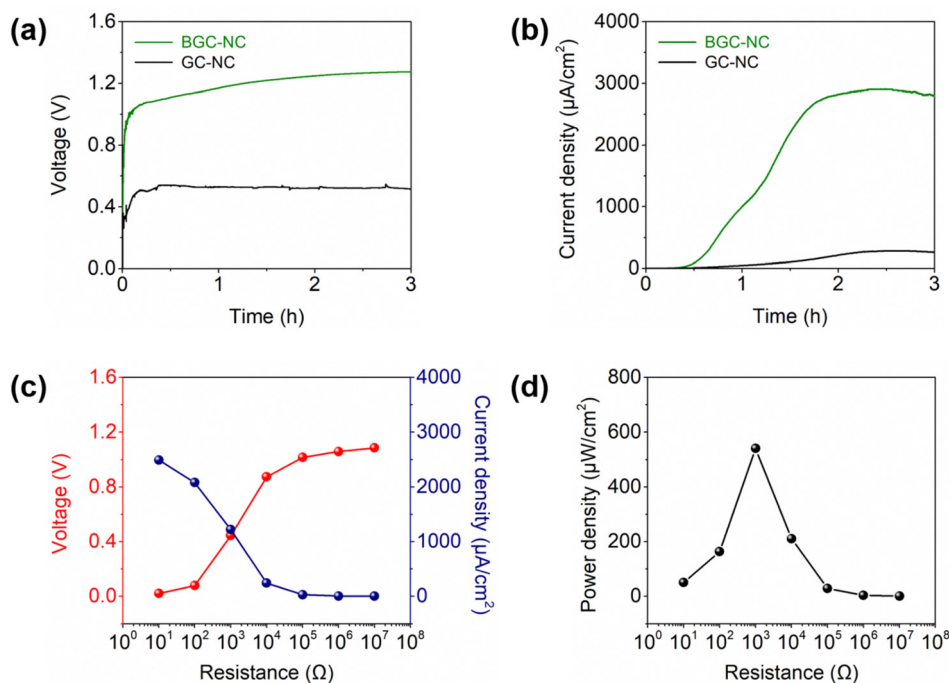 (a)
1.6
1.2
0.8
0.4
0.0
Voltage (V)
BGC-NC
GC-NC
0
1
2
3
Time (h)
(b)
4000
3000
2000
1000
0
Current density (µA/cm²)
BGC-NC
GC-NC
0
1
2
3
Time (h)
(c)
1.6
1.2
0.8
0.4
0.0
Voltage (V)
4000
3000
2000
1000
0
Current density (µA/cm²)
10⁰ 10¹ 10² 10³ 10⁴ 10⁵ 10⁶ 10⁷ 10⁸
Resistance (Ω)
(d)
800
600
400
200
0
Power density (µW/cm²)
10⁰ 10¹ 10² 10³ 10⁴ 10⁵ 10⁶ 10⁷ 10⁸
Resistance (Ω)